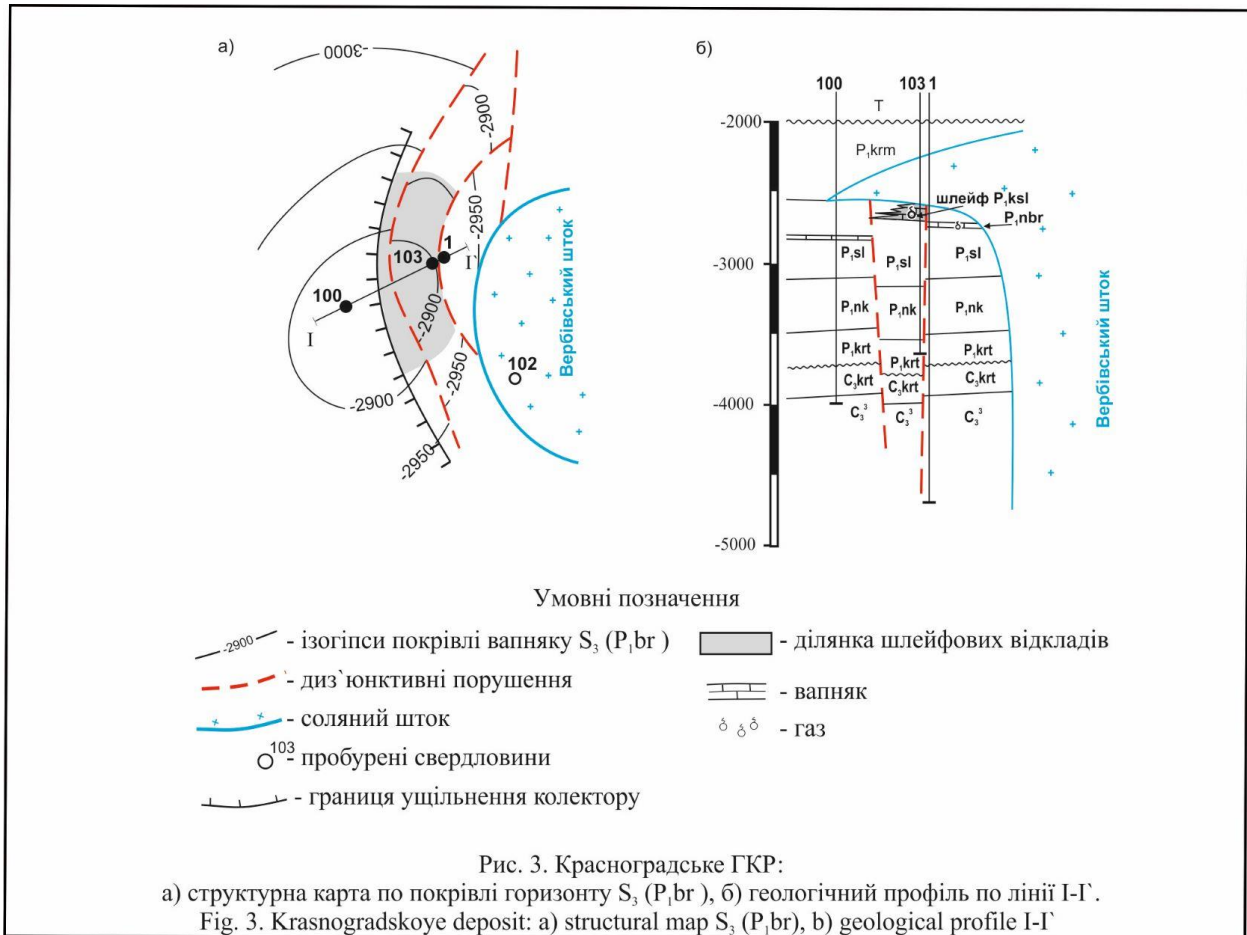 а)
-3000
-2900
-2950
1
103
I`
100
-2900
I
102
-2950
-2900
-2950
Вербівський шток
б)
100
103
1
T
-2000
P₁krm
шлейф P₁ksl
P₁nbr
-3000
P₁sl
P₁sl
P₁sl
P₁nk
P₁nk
P₁nk
P₁krt
P₁krt
P₁krt
C₃krt
C₃krt
C₃krt
-4000
C₃³
C₃³
C₃³
-5000
Вербівський шток
Умовні позначення
-2900 - ізогіпси покрівлі вапняку S₃ (P₁br )
- диз`юнктивні порушення
- соляний шток
103 - пробурені свердловини
- границя ущільнення колектору
- ділянка шлейфових відкладів
- вапняк
- газ
Рис. 3. Красноградське ГКР:
а) структурна карта по покрівлі горизонту S₃ (P₁br ), б) геологічний профіль по лінії I-I`.
Fig. 3. Krasnogradskoye deposit: a) structural map S₃ (P₁br), b) geological profile I-I`